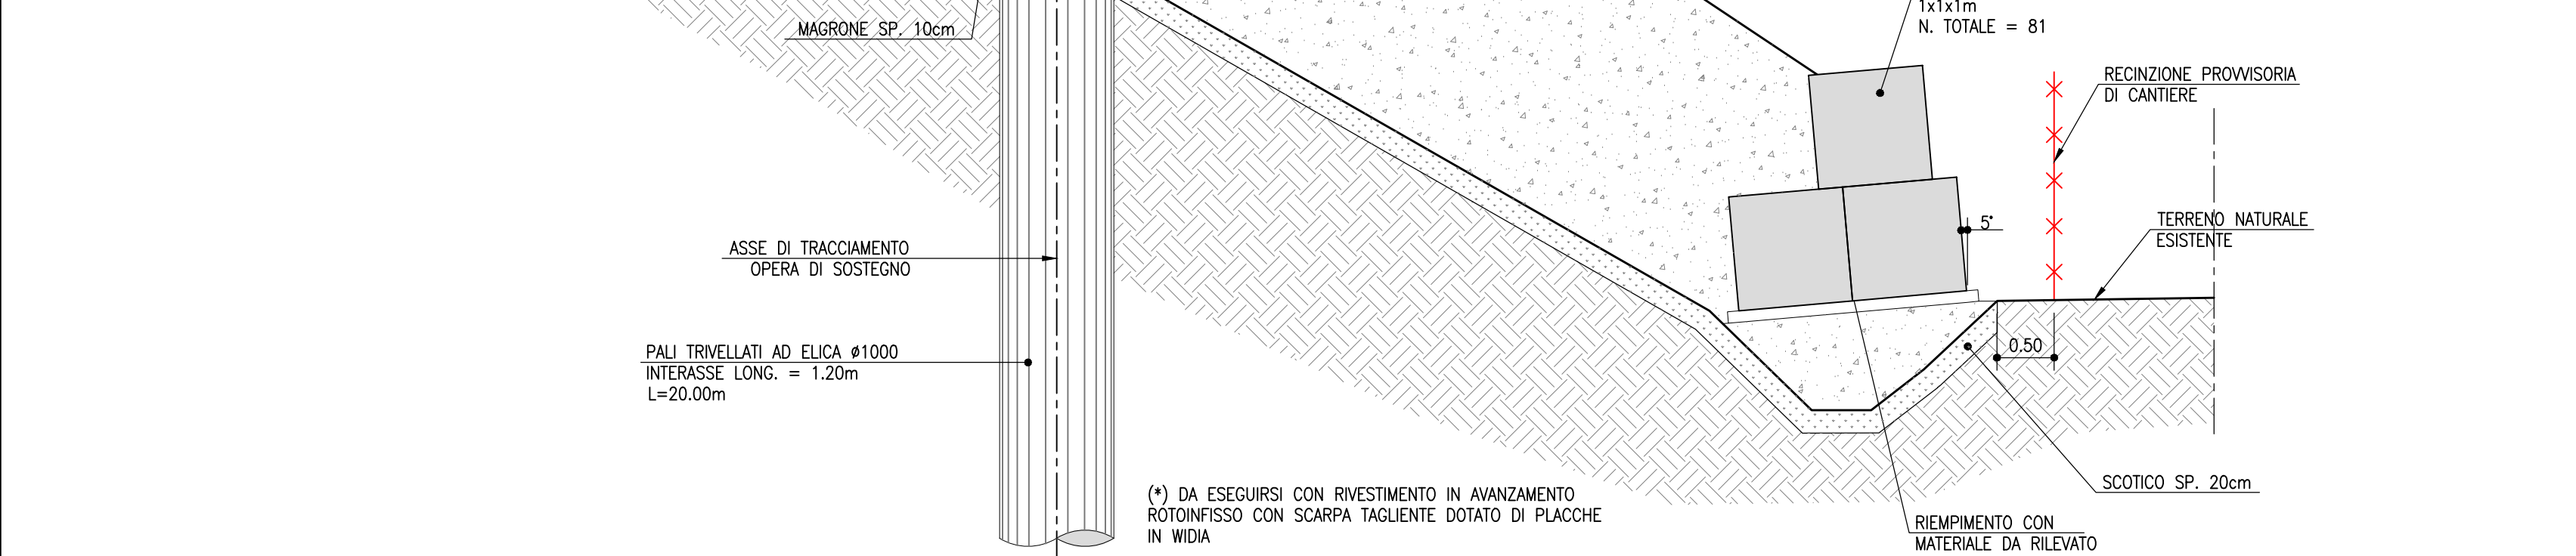 MAGRONE SP. 10cm
1x1x1m
N. TOTALE = 81
RECINZIONE PROVVISORIA
DI CANTIERE
5°
TERRENO NATURALE
ESISTENTE
ASSE DI TRACCIAMENTO
OPERA DI SOSTEGNO
0.50
PALI TRIVELLATI AD ELICA ø1000
INTERASSE LONG. = 1.20m
L=20.00m
SCOTICO SP. 20cm
(*) DA ESEGUIRSI CON RIVESTIMENTO IN AVANZAMENTO
ROTOINFISSO CON SCARPA TAGLIENTE DOTATO DI PLACCHE
IN WIDIA
RIEMPIMENTO CON
MATERIALE DA RILEVATO